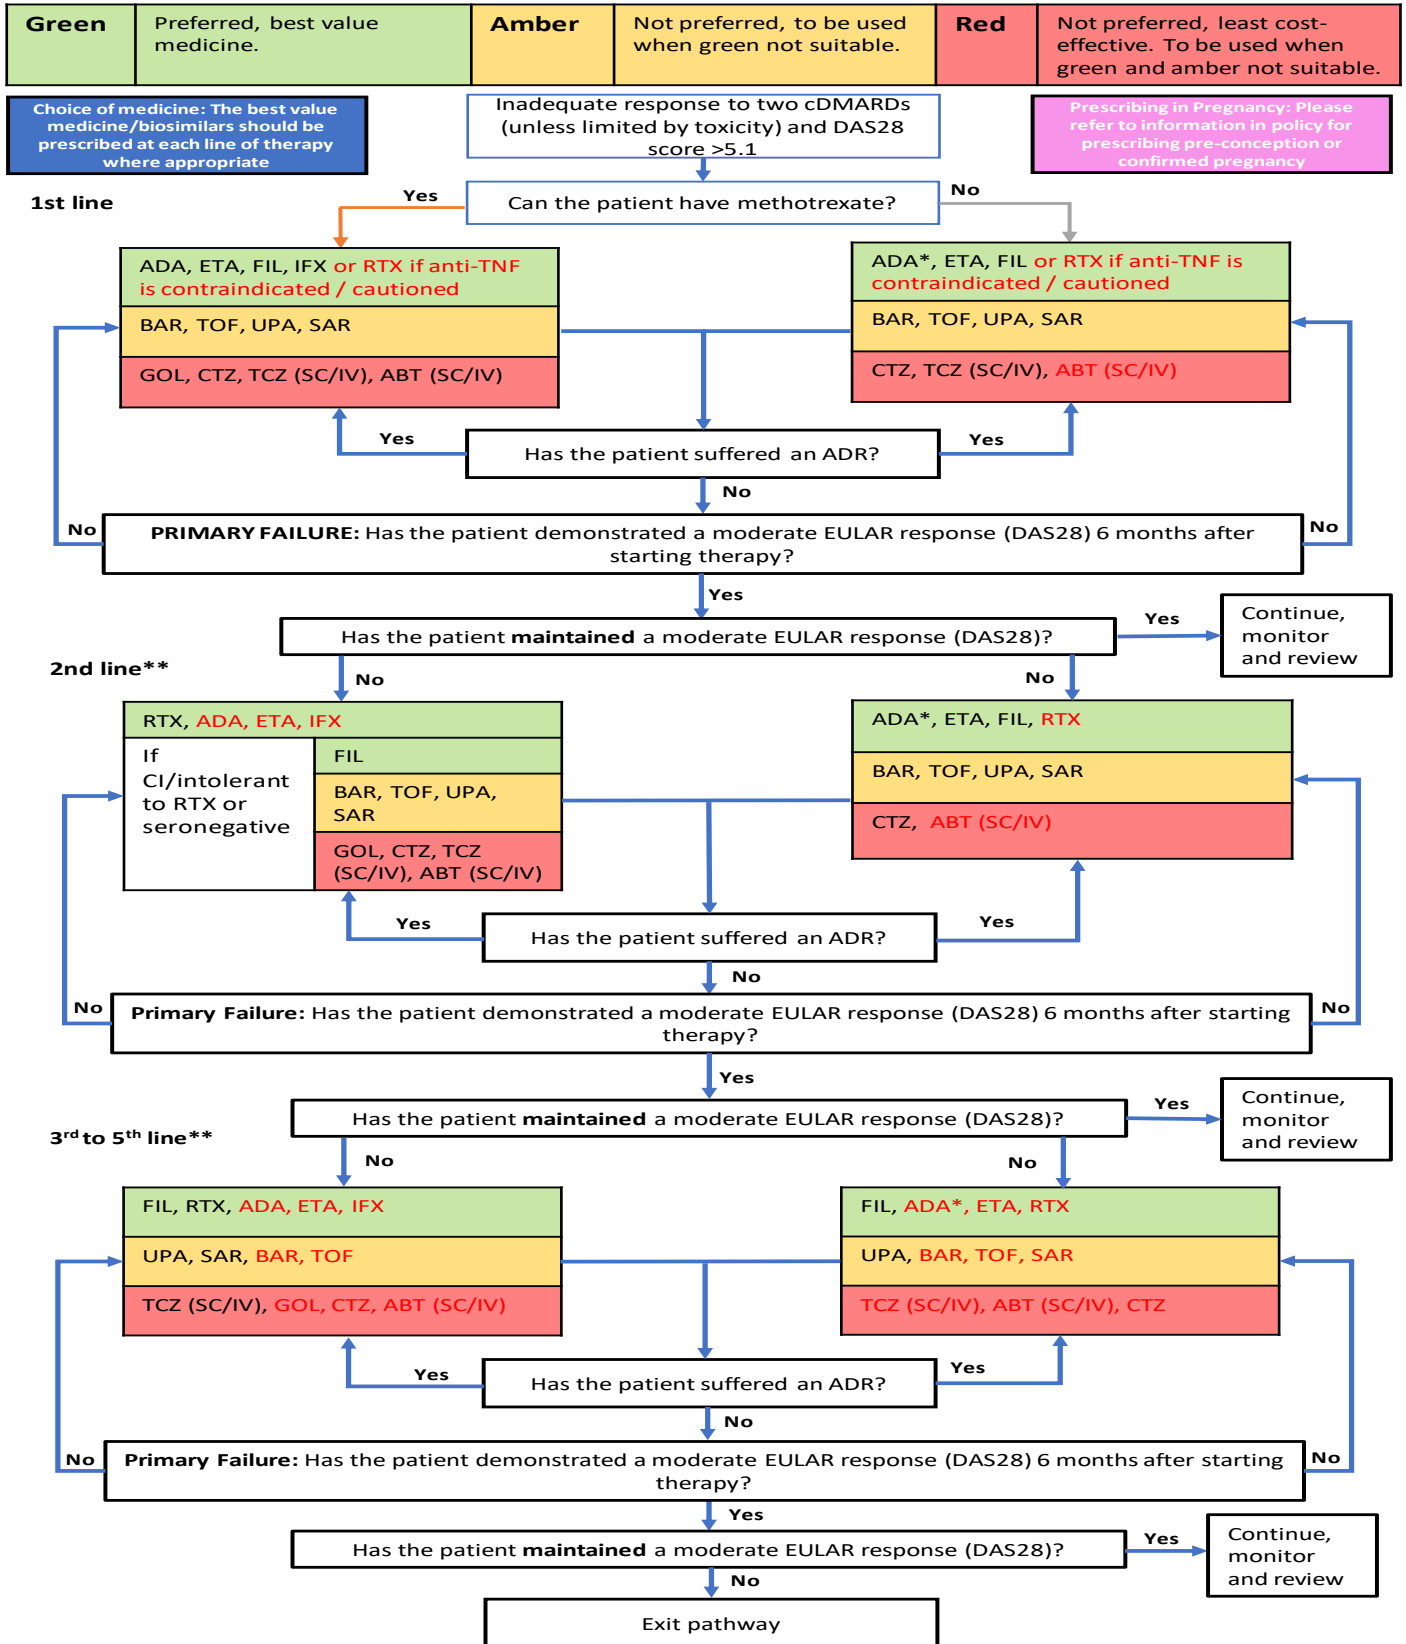 Green
Preferred, best value
medicine.
Amber
Not preferred, to be used
when green not suitable.
Red
Not preferred, least cost-
effective. To be used when
green and amber not suitable.
Choice of medicine: The best value
medicine/biosimilars should be
prescribed at each line of therapy
where appropriate
Inadequate response to two cDMARDs
(unless limited by toxicity) and DAS28
score >5.1
Prescribing in Pregnancy: Please
refer to information in policy for
prescribing pre-conception or
confirmed pregnancy
1st line
Yes
Can the patient have methotrexate?
No
ADA, ETA, FIL, IFX or RTX if anti-TNF
is contraindicated / cautioned
BAR, TOF, UPA, SAR
GOL, CTZ, TCZ (SC/IV), ABT (SC/IV)
ADA*, ETA, FIL or RTX if anti-TNF is
contraindicated / cautioned
BAR, TOF, UPA, SAR
CTZ, TCZ (SC/IV), ABT (SC/IV)
Yes
Has the patient suffered an ADR?
Yes
No
No
PRIMARY FAILURE: Has the patient demonstrated a moderate EULAR response (DAS28) 6 months after
starting therapy?
No
Yes
Has the patient maintained a moderate EULAR response (DAS28)?
Yes
Continue,
monitor
and review
2nd line**
No
No
RTX, ADA, ETA, IFX
If
CI/intolerant
to RTX or
seronegative
FIL
BAR, TOF, UPA,
SAR
GOL, CTZ, TCZ
(SC/IV), ABT (SC/IV)
ADA*, ETA, FIL, RTX
BAR, TOF, UPA, SAR
CTZ, ABT (SC/IV)
Yes
Has the patient suffered an ADR?
Yes
No
No
Primary Failure: Has the patient demonstrated a moderate EULAR response (DAS28) 6 months after starting
therapy?
No
Yes
Has the patient maintained a moderate EULAR response (DAS28)?
Yes
Continue,
monitor
and review
3rd to 5th line**
No
No
FIL, RTX, ADA, ETA, IFX
UPA, SAR, BAR, TOF
TCZ (SC/IV), GOL, CTZ, ABT (SC/IV)
FIL, ADA*, ETA, RTX
UPA, BAR, TOF, SAR
TCZ (SC/IV), ABT (SC/IV), CTZ
Yes
Has the patient suffered an ADR?
Yes
No
No
Primary Failure: Has the patient demonstrated a moderate EULAR response (DAS28) 6 months after starting
therapy?
No
Yes
Has the patient maintained a moderate EULAR response (DAS28)?
Yes
Continue,
monitor
and review
No
Exit pathway